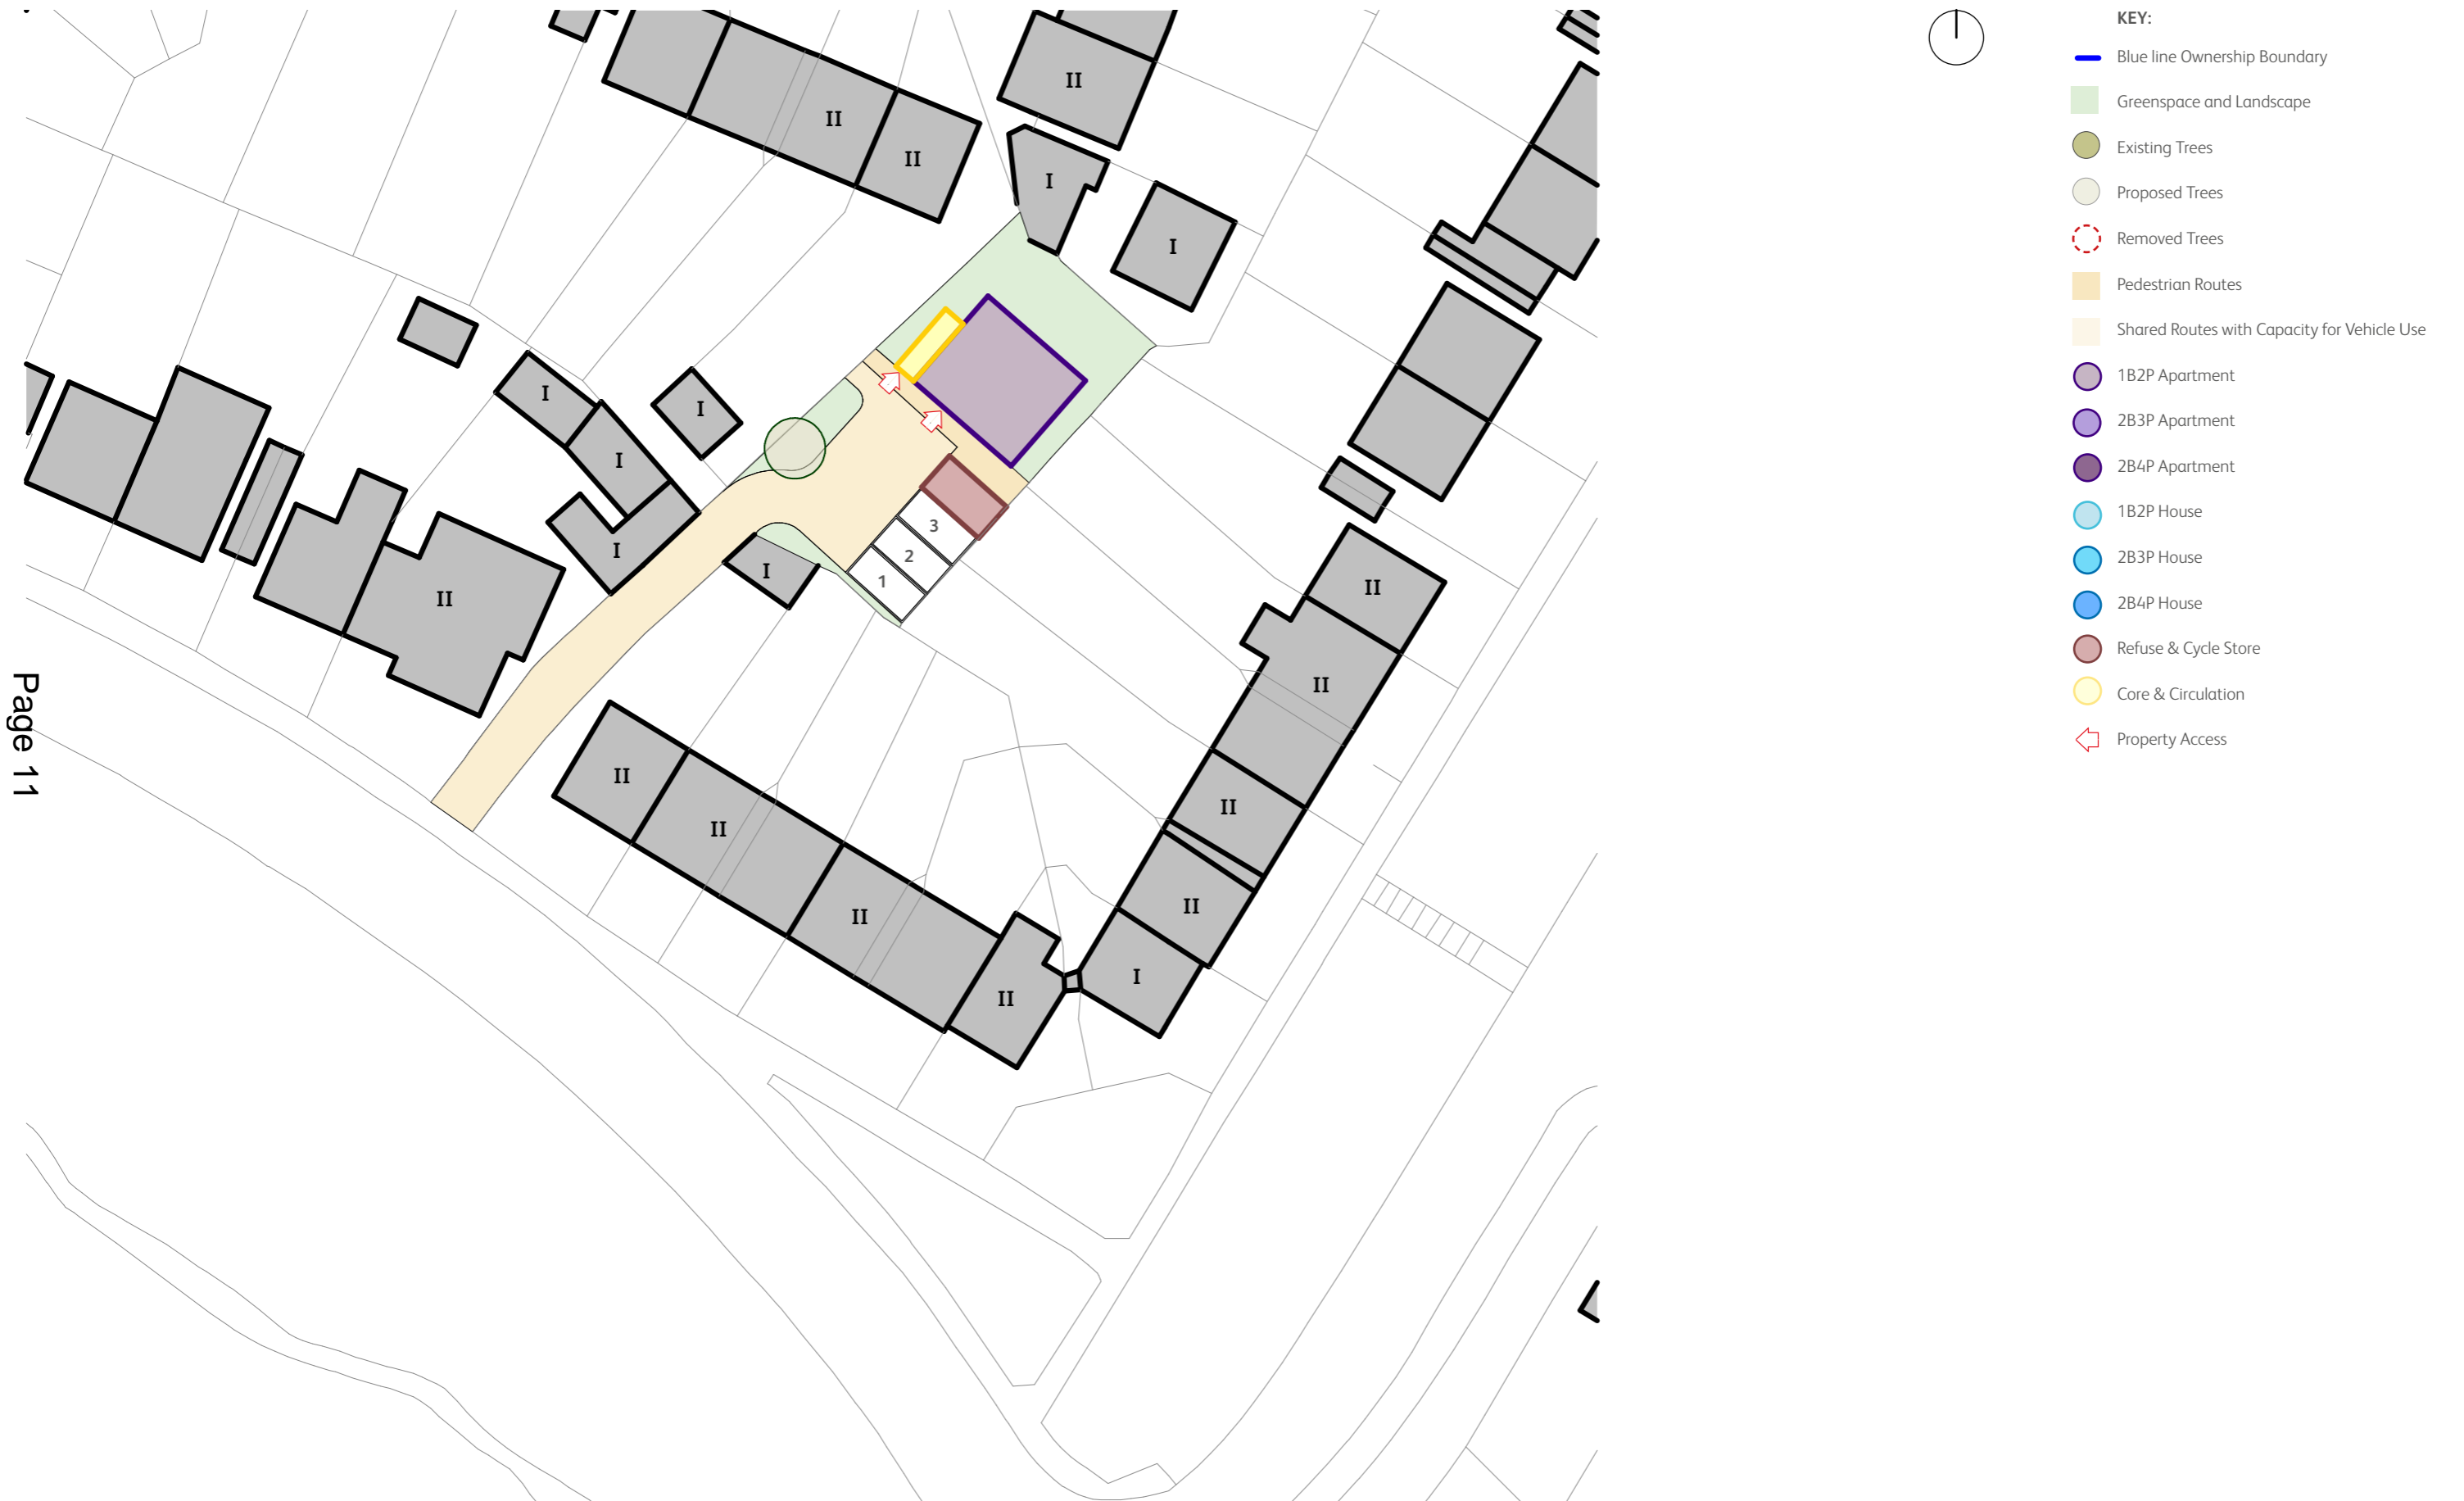 KEY:
Blue line Ownership Boundary
Greenspace and Landscape
Existing Trees
Proposed Trees
Removed Trees
Pedestrian Routes
Shared Routes with Capacity for Vehicle Use
1B2P Apartment
2B3P Apartment
2B4P Apartment
1B2P House
2B3P House
2B4P House
Refuse & Cycle Store
Core & Circulation
Property Access
II
II
II
I
I
I
I
I
I
I
II
3
2
1
II
II
II
II
II
II
II
II
I
Page 11